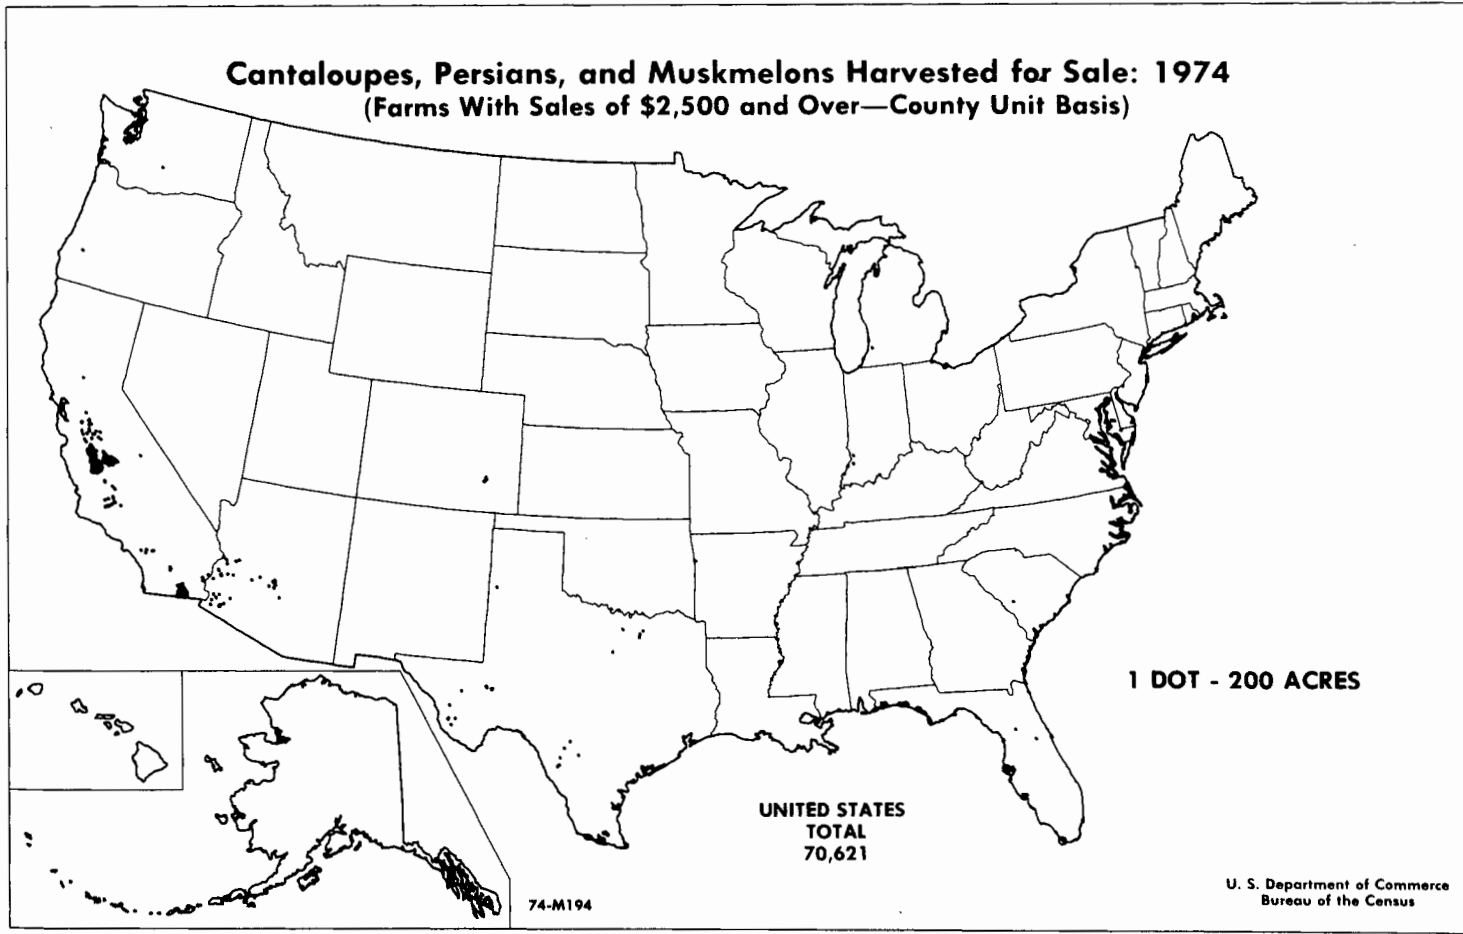 Cantaloupes, Persians, and Muskmelons Harvested for Sale: 1974
(Farms With Sales of $2,500 and Over—County Unit Basis)
1 DOT - 200 ACRES
UNITED STATES
TOTAL
70,621
74-M194
U. S. Department of Commerce
Bureau of the Census